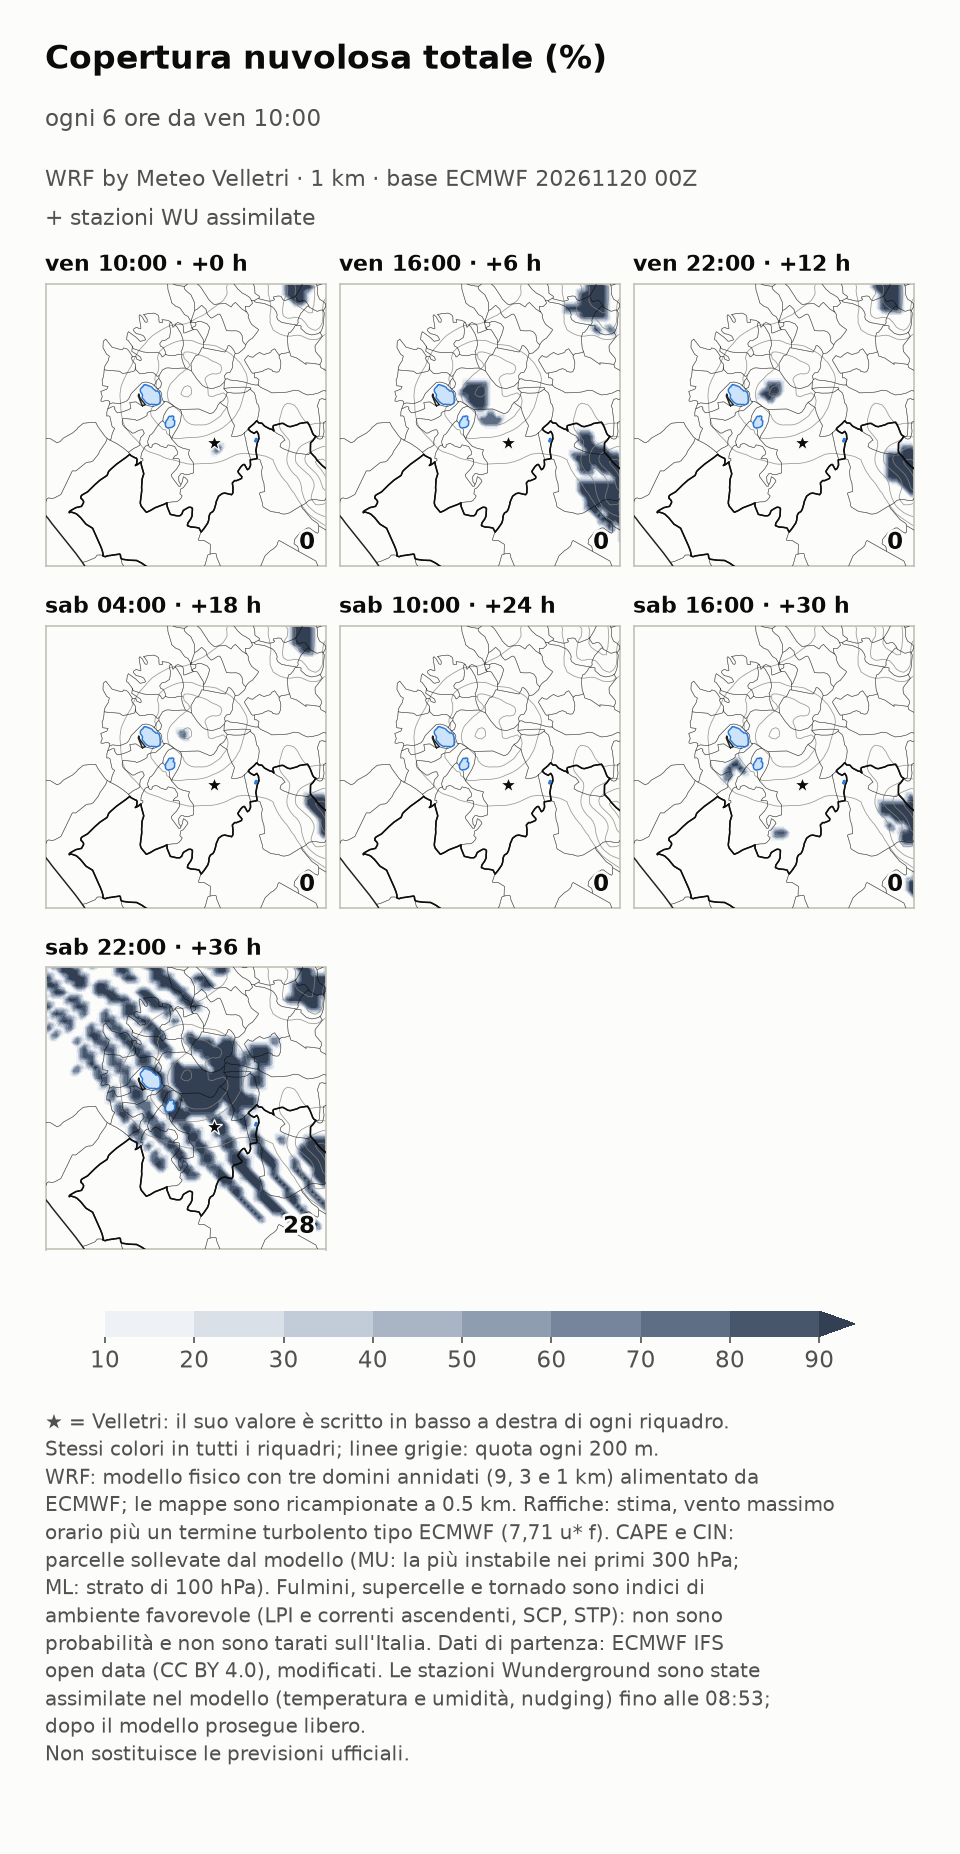 Copertura nuvolosa totale (%)
ogni 6 ore da ven 10:00
WRF by Meteo Velletri · 1 km · base ECMWF 20261120 00Z
+ stazioni WU assimilate
ven 10:00 · +0 h
ven 16:00 · +6 h
ven 22:00 · +12 h
0
0
0
sab 04:00 · +18 h
sab 10:00 · +24 h
sab 16:00 · +30 h
0
0
0
sab 22:00 · +36 h
28
10 20 30 40 50 60 70 80 90
★ = Velletri: il suo valore è scritto in basso a destra di ogni riquadro.
Stessi colori in tutti i riquadri; linee grigie: quota ogni 200 m.
WRF: modello fisico con tre domini annidati (9, 3 e 1 km) alimentato da
ECMWF; le mappe sono ricampionate a 0.5 km. Raffiche: stima, vento massimo
orario più un termine turbolento tipo ECMWF (7,71 u* f). CAPE e CIN:
parcelle sollevate dal modello (MU: la più instabile nei primi 300 hPa;
ML: strato di 100 hPa). Fulmini, supercelle e tornado sono indici di
ambiente favorevole (LPI e correnti ascendenti, SCP, STP): non sono
probabilità e non sono tarati sull'Italia. Dati di partenza: ECMWF IFS
open data (CC BY 4.0), modificati. Le stazioni Wunderground sono state
assimilate nel modello (temperatura e umidità, nudging) fino alle 08:53;
dopo il modello prosegue libero.
Non sostituisce le previsioni ufficiali.